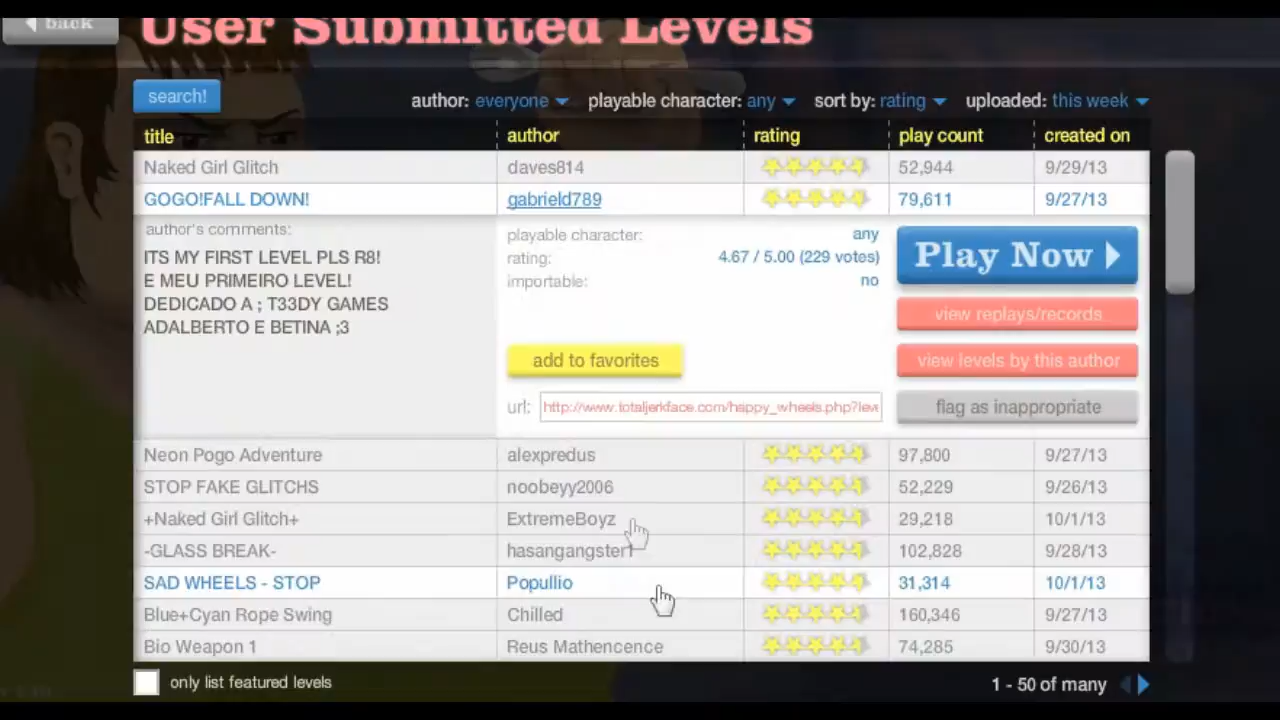 back
User Submitted Levels
search!
author: everyone playable character: any sort by: rating uploaded: this week
title author rating play count created on
Naked Girl Glitch daves814 52,944 9/29/13
GOGO!FALL DOWN! gabrield789 79,611 9/27/13
author's comments:
ITS MY FIRST LEVEL PLS R8!
E MEU PRIMEIRO LEVEL!
DEDICADO A ; T33DY GAMES
ADALBERTO E BETINA ;3
playable character: any
rating: 4.67 / 5.00 (229 votes)
importable: no
add to favorites
url: http://www.totaljerkface.com/happy_wheels.php?leve
Play Now
view replays/records
view levels by this author
flag as inappropriate
Neon Pogo Adventure alexpredus 97,800 9/27/13
STOP FAKE GLITCHS noobeyy2006 52,229 9/26/13
+Naked Girl Glitch+ ExtremeBoyz 29,218 10/1/13
-GLASS BREAK- hasangangster1 102,828 9/28/13
SAD WHEELS - STOP Popullio 31,314 10/1/13
Blue+Cyan Rope Swing Chilled 160,346 9/27/13
Bio Weapon 1 Reus Mathencence 74,285 9/30/13
only list featured levels
1 - 50 of many